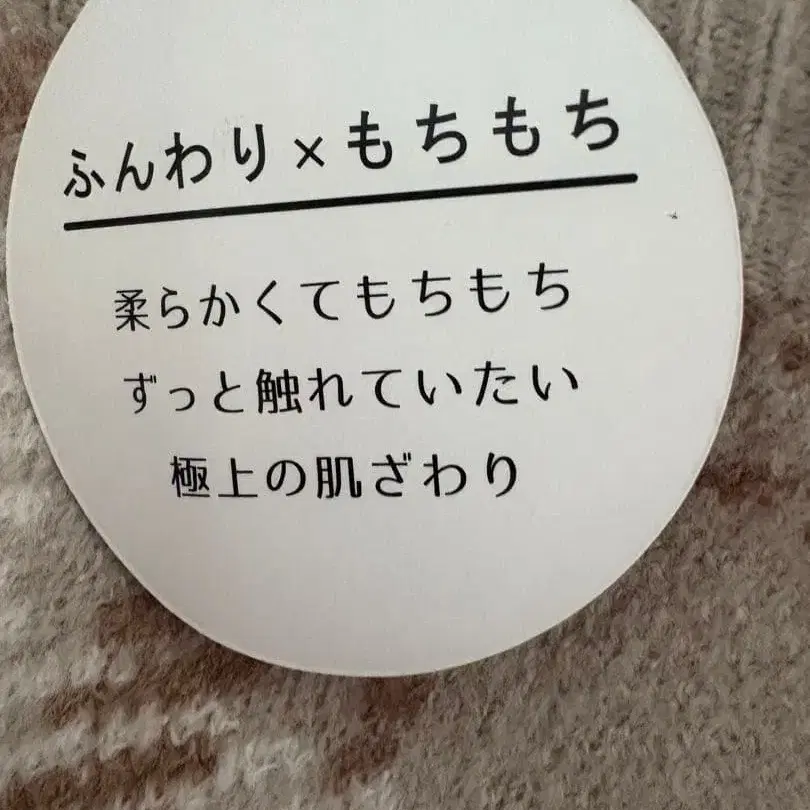 ふんわり×もちもち
柔らかくてもちもち
ずっと触れていたい
極上の肌ざわり